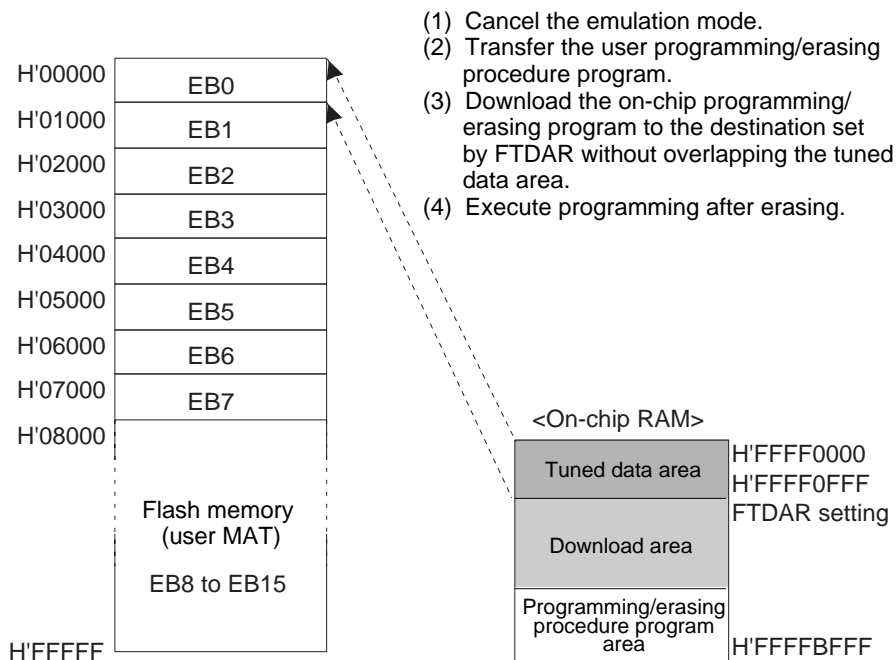 (1) Cancel the emulation mode.
(2) Transfer the user programming/erasing
procedure program.
(3) Download the on-chip programming/
erasing program to the destination set
by FTDAR without overlapping the tuned
data area.
(4) Execute programming after erasing.
H'00000
EB0
H'01000
EB1
H'02000
EB2
H'03000
EB3
H'04000
EB4
H'05000
EB5
H'06000
EB6
H'07000
EB7
H'08000
Flash memory
(user MAT)
EB8 to EB15
H'FFFFF
<On-chip RAM>
Tuned data area
H'FFFF0000
H'FFFF0FFF
FTDAR setting
Download area
Programming/erasing
procedure program
area
H'FFFFBFFF